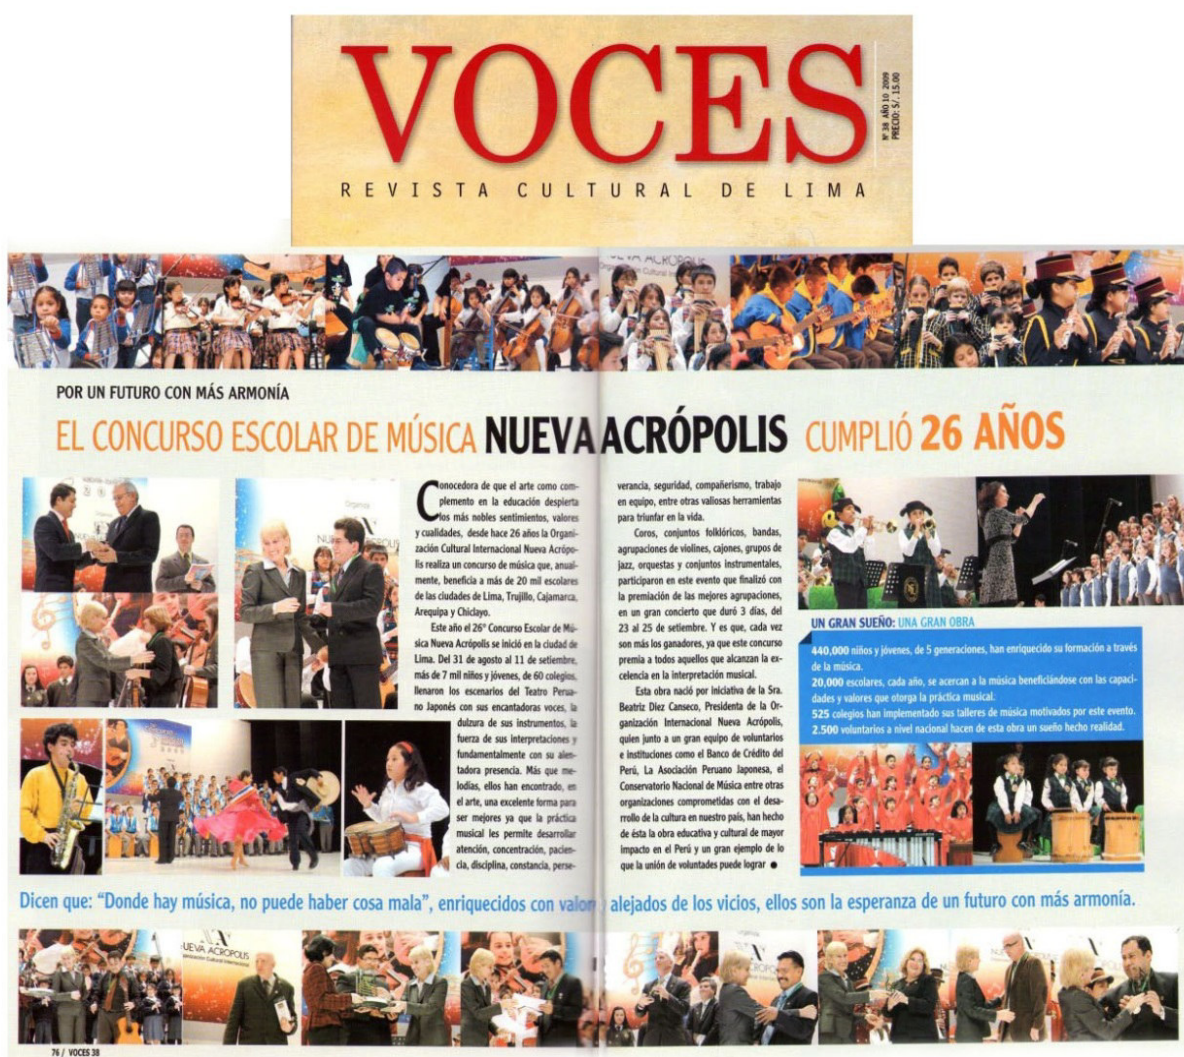 VOCES
REVISTA CULTURAL DE LIMA
Nº 38 AÑO 10 2009
PRECIO: S/. 15.00
POR UN FUTURO CON MÁS ARMONÍA
EL CONCURSO ESCOLAR DE MÚSICA NUEVA ACRÓPOLIS CUMPLIÓ 26 AÑOS
Conocedora de que el arte como com-
plemento en la educación despierta
los más nobles sentimientos, valores
y cualidades, desde hace 26 años la Organi-
zación Cultural Internacional Nueva Acrópo-
lis realiza un concurso de música que, anual-
mente, beneficia a más de 20 mil escolares
de las ciudades de Lima, Trujillo, Cajamarca,
Arequipa y Chiclayo.
Este año el 26º Concurso Escolar de Mú-
sica Nueva Acrópolis se inició en la ciudad de
Lima. Del 31 de agosto al 11 de setiembre,
más de 7 mil niños y jóvenes, de 60 colegios,
llenaron los escenarios del Teatro Perua-
no Japonés con sus encantadoras voces, la
dulzura de sus instrumentos, la
fuerza de sus interpretaciones y
fundamentalmente con su alen-
tadora presencia. Más que me-
lodías, ellos han encontrado, en
el arte, una excelente forma para
ser mejores ya que la práctica
musical les permite desarrollar
atención, concentración, pacien-
cia, disciplina, constancia, perse-
verancia, seguridad, compañerismo, trabajo
en equipo, entre otras valiosas herramientas
para triunfar en la vida.
Coros, conjuntos folklóricos, bandas,
agrupaciones de violines, cajones, grupos de
jazz, orquestas y conjuntos instrumentales,
participaron en este evento que finalizó con
la premiación de las mejores agrupaciones,
en un gran concierto que duró 3 días, del
23 al 25 de setiembre. Y es que, cada vez
son más los ganadores, ya que este concurso
premia a todos aquellos que alcanzan la ex-
celencia en la interpretación musical.
Esta obra nació por iniciativa de la Sra.
Beatriz Diez Canseco, Presidenta de la Or-
ganización Internacional Nueva Acrópolis,
quien junto a un gran equipo de voluntarios
e instituciones como el Banco de Crédito del
Perú, La Asociación Peruano Japonesa, el
Conservatorio Nacional de Música entre otras
organizaciones comprometidas con el desa-
rrollo de la cultura en nuestro país, han hecho
de ésta la obra educativa y cultural de mayor
impacto en el Perú y un gran ejemplo de lo
que la unión de voluntades puede lograr ●
UN GRAN SUEÑO: UNA GRAN OBRA
440,000 niños y jóvenes, de 5 generaciones, han enriquecido su formación a través
de la música.
20,000 escolares, cada año, se acercan a la música beneficiándose con las capaci-
dades y valores que otorga la práctica musical.
525 colegios han implementado sus talleres de música motivados por este evento.
2.500 voluntarios a nivel nacional hacen de esta obra un sueño hecho realidad.
Dicen que: “Donde hay música, no puede haber cosa mala”, enriquecidos con valor y alejados de los vicios, ellos son la esperanza de un futuro con más armonía.
UEVA ACRÓPOLIS
76 / VOCES 38